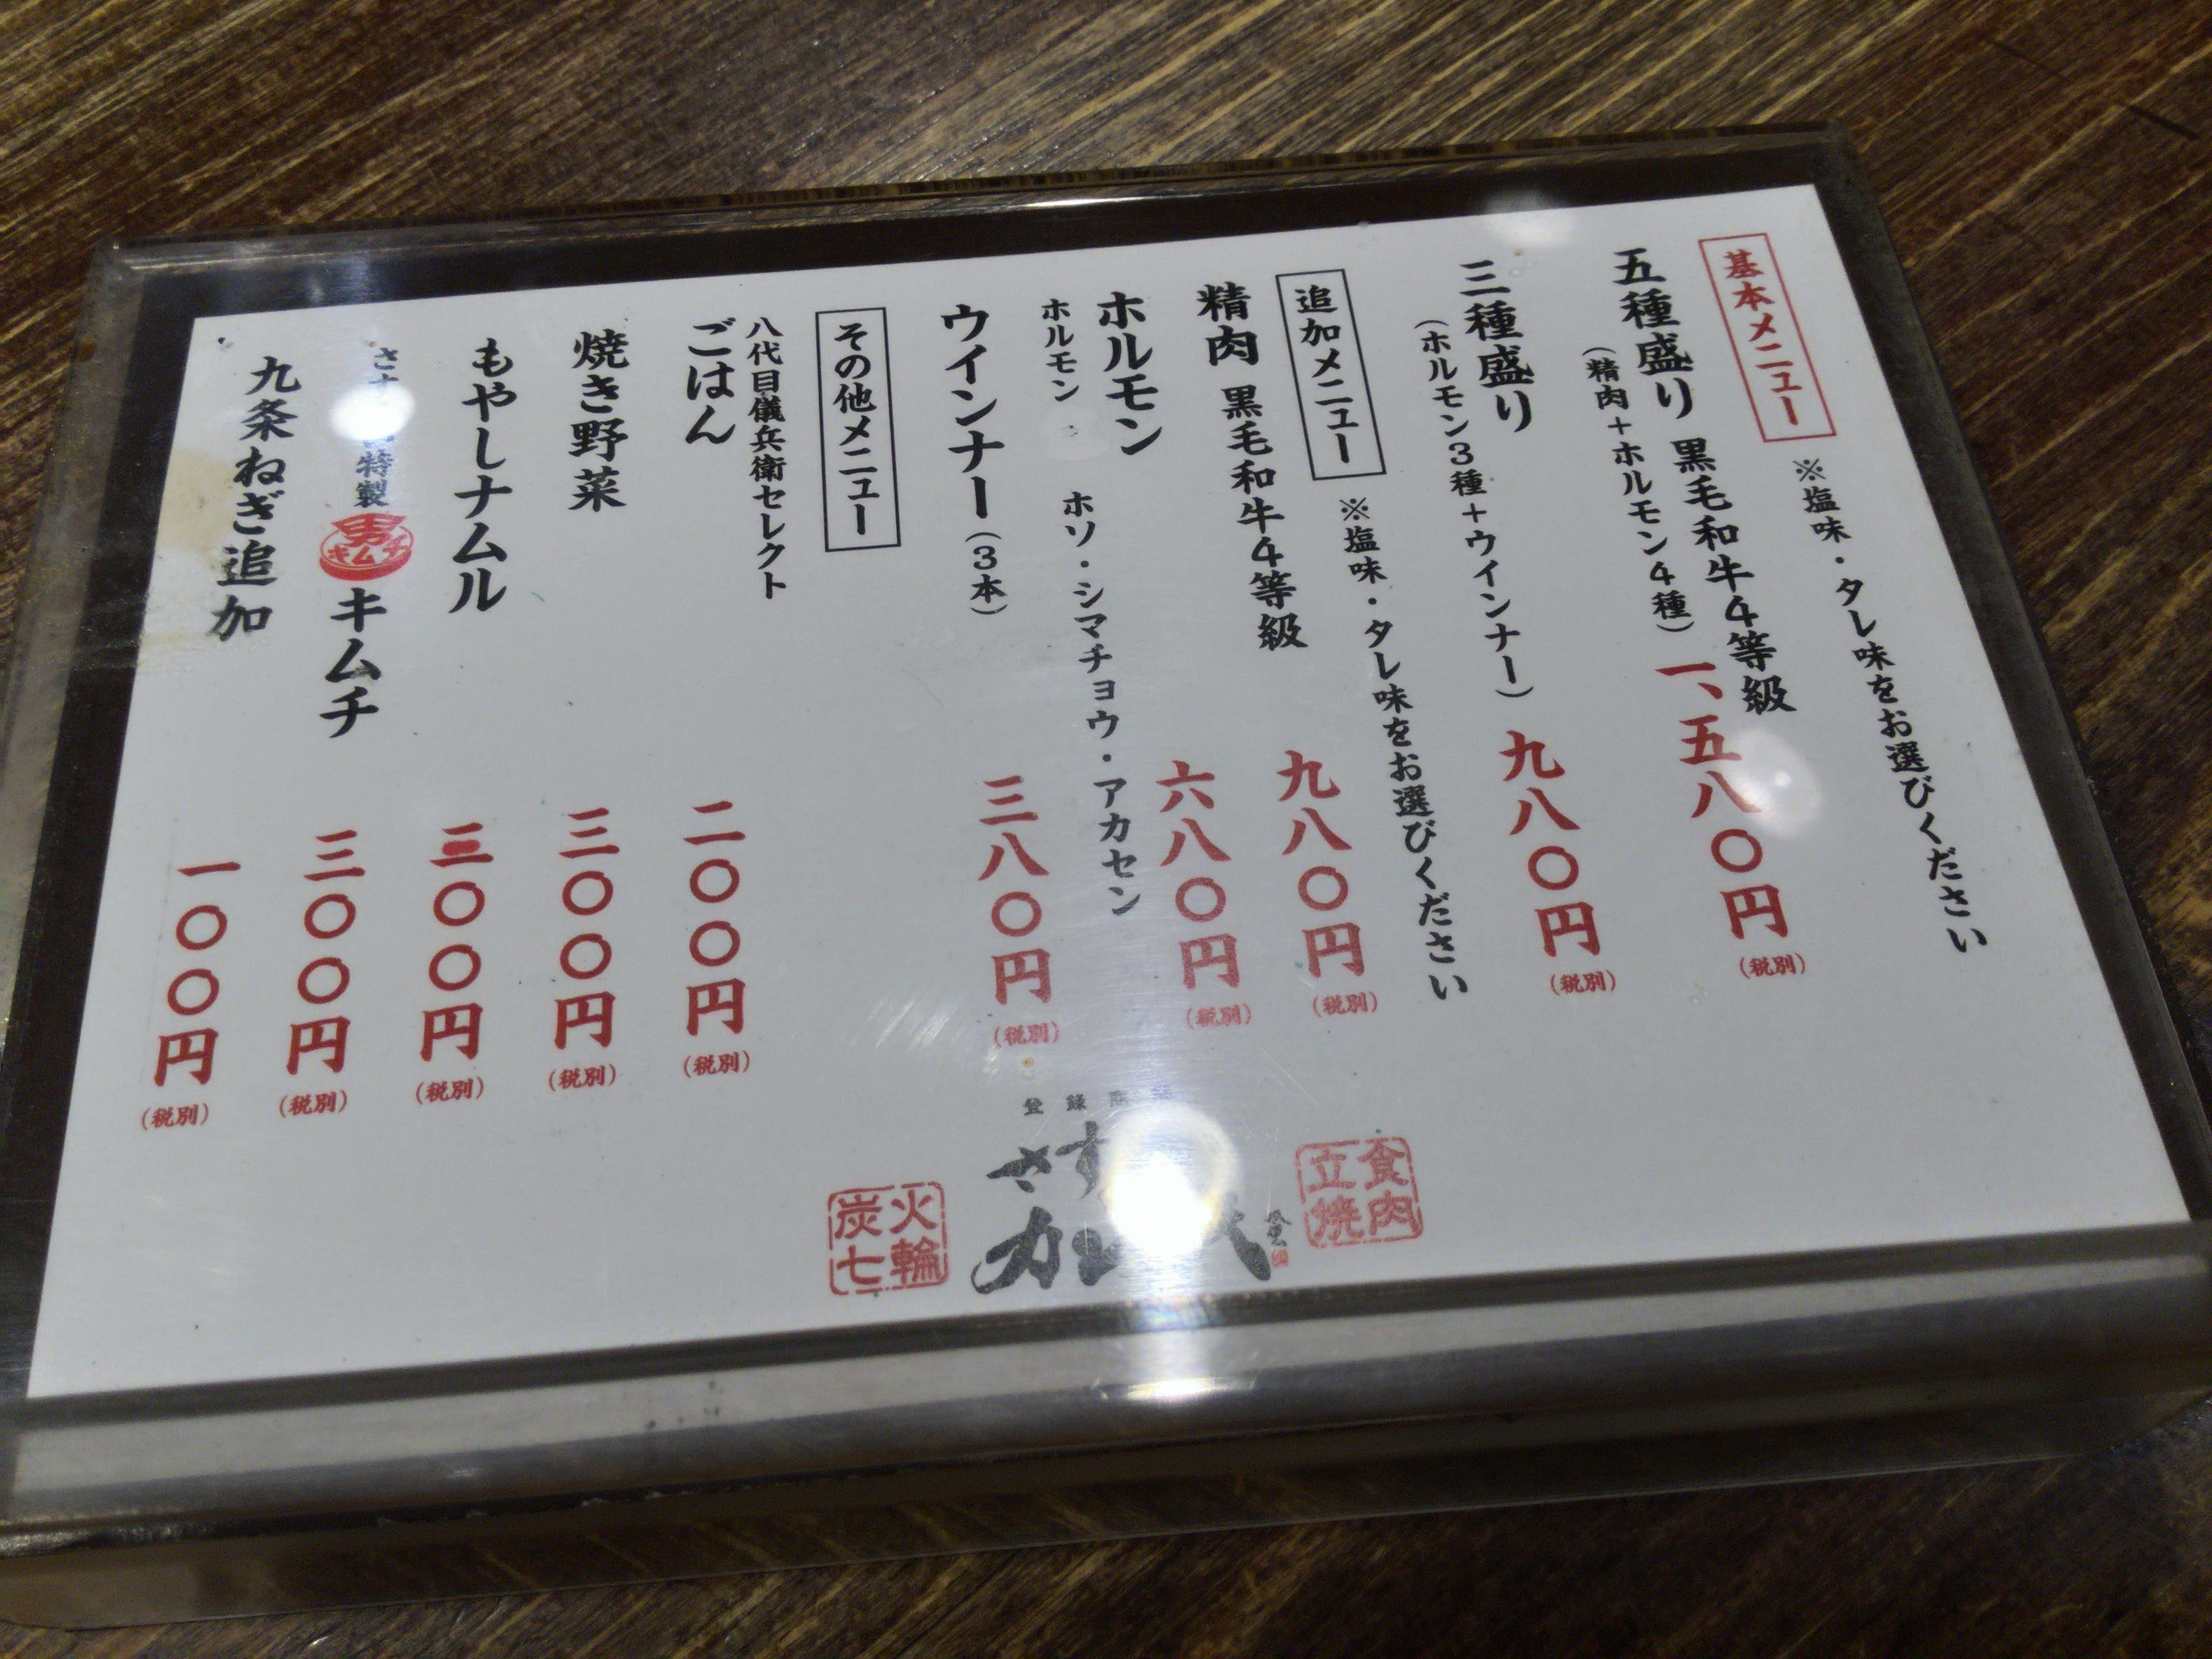 基本メニュー ※塩味・タレ味をお選びください
五種盛り 黒毛和牛4等級
(精肉+ホルモン4種) 一、五八〇円(税別)
三種盛り
(ホルモン3種+ウインナー) 九八〇円(税別)
追加メニュー ※塩味・タレ味をお選びください
精肉 黒毛和牛4等級 九八〇円(税別)
ホルモン 六八〇円(税別)
ホルモン ホソ・シマチョウ・アカセン
ウインナー(3本) 三八〇円(税別)
その他メニュー
八代目儀兵衛セレクト
ごはん 二〇〇円(税別)
焼き野菜 三〇〇円(税別)
もやしナムル 三〇〇円(税別)
特製 男キムチ キムチ 三〇〇円(税別)
九条ねぎ追加 一〇〇円(税別)
登録
さす
立食
焼肉
火輪
炭七